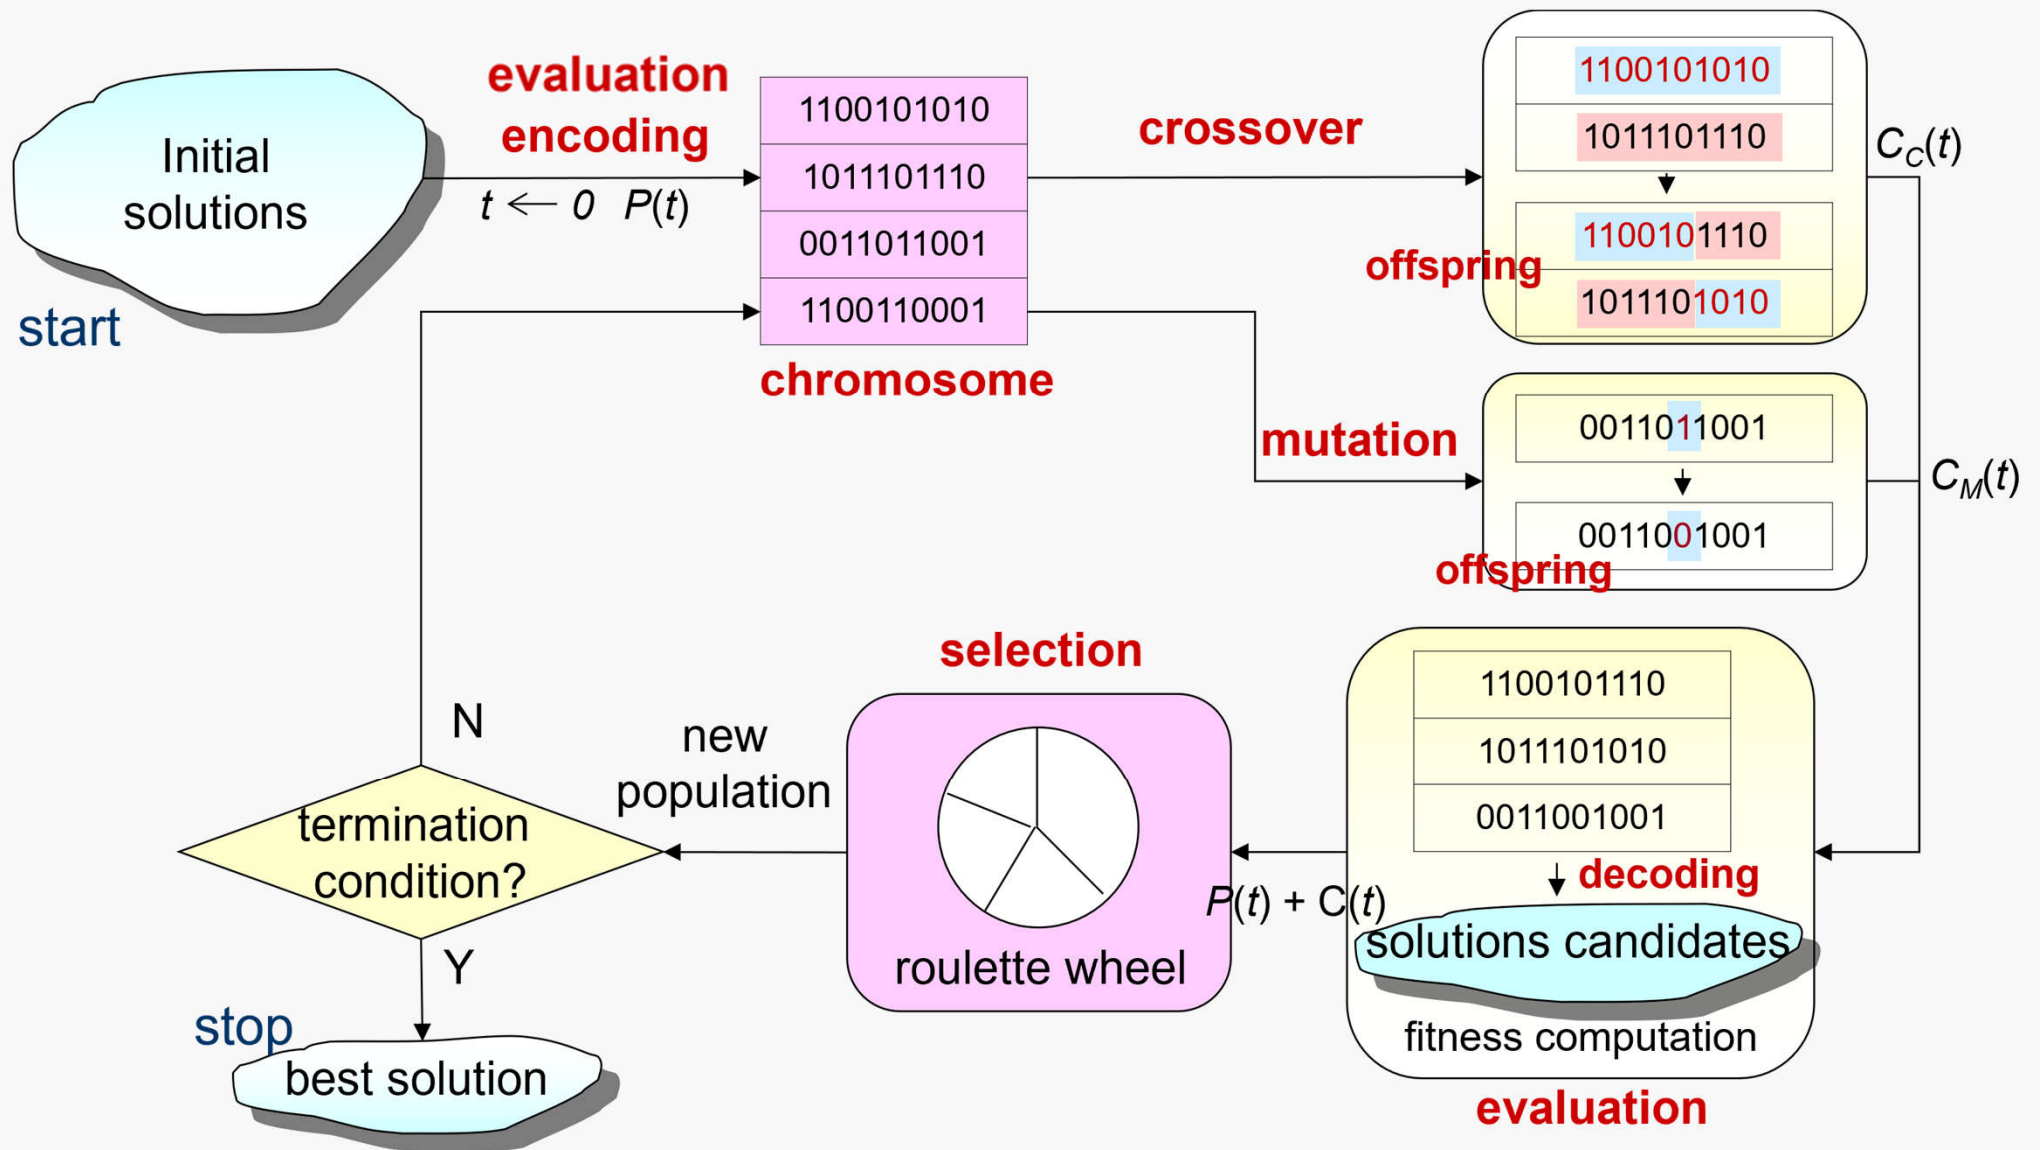 Initial
solutions
start
evaluation
encoding
t ← 0 P(t)
1100101010
1011101110
0011011001
1100110001
chromosome
crossover
1100101010
1011101110
offspring
1100101110
1011101010
C_C(t)
mutation
0011011001
0011001001
offspring
C_M(t)
1100101110
1011101010
0011001001
decoding
solutions candidates
fitness computation
evaluation
P(t) + C(t)
selection
roulette wheel
new
population
termination
condition?
N
Y
stop
best solution